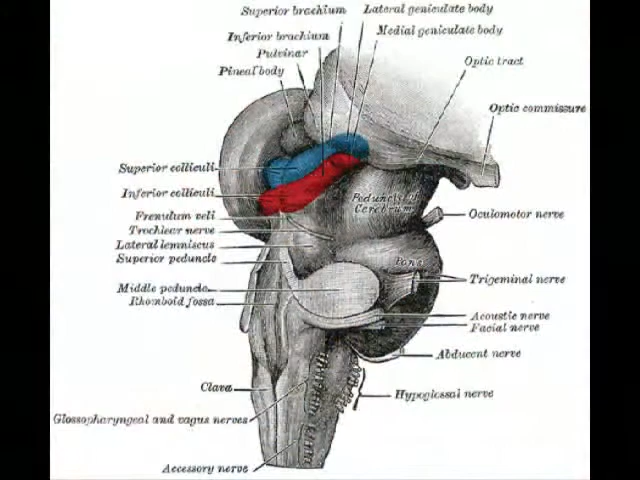 Superior brachium
Lateral geniculate body
Inferior brachium
Medial geniculate body
Pulvinar
Pineal body
Optic tract
Optic commissure
Superior colliculi
Inferior colliculi
Peduncle of
Cerebrum
Frenulum veli
Oculomotor nerve
Trochlear nerve
Lateral lemniscus
Superior peduncle
Pons
Trigeminal nerve
Middle peduncle
Rhomboid fossa
Acoustic nerve
Facial nerve
Abducent nerve
Clava
Hypoglossal nerve
Glossopharyngeal and vagus nerves
Accessory nerve